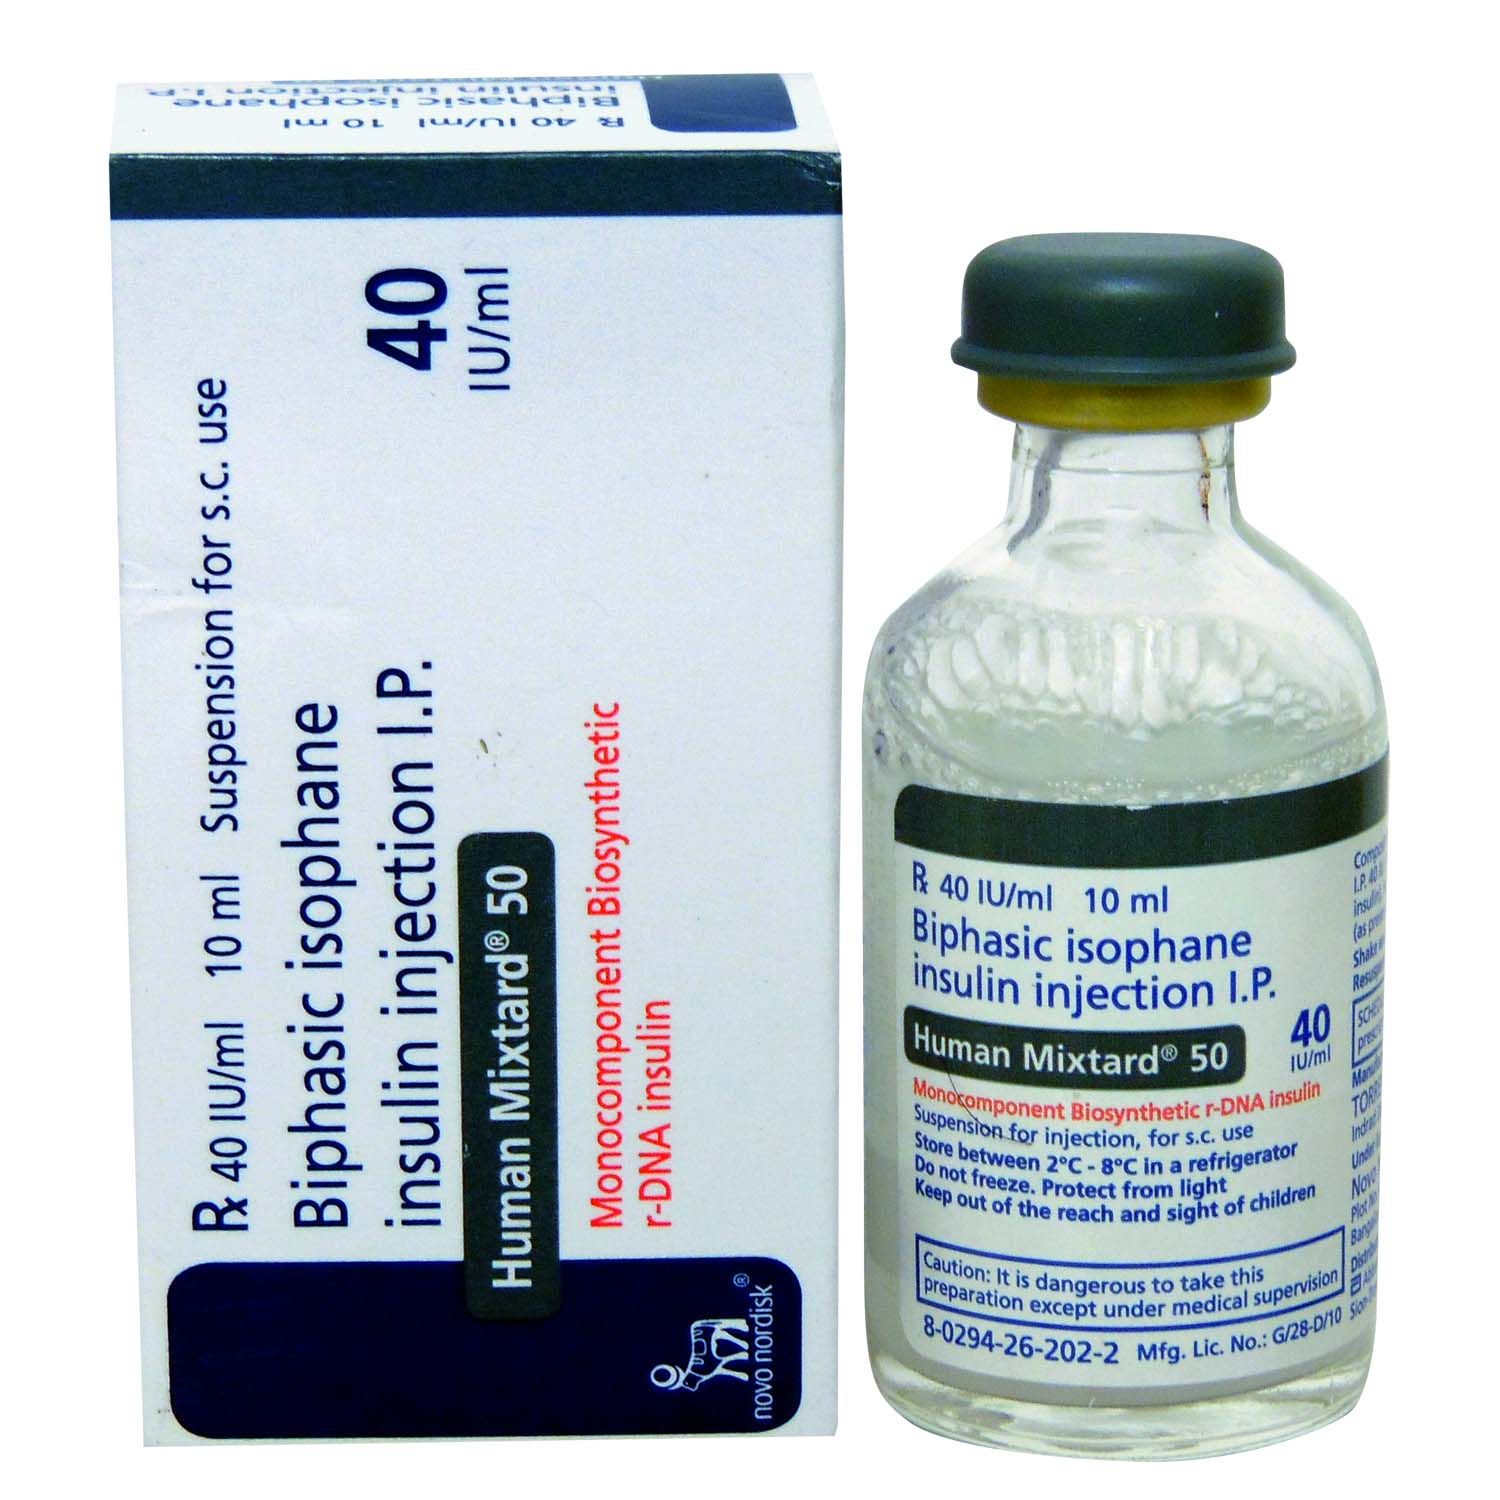 ℞ 40 IU/ml 10 ml
Biphasic isophane
insulin injection I.P.
℞ 40 IU/ml 10 ml Suspension for s.c. use
Biphasic isophane
insulin injection I.P.
40
IU/ml
Human Mixtard® 50
Monocomponent Biosynthetic
r-DNA insulin
novo nordisk®
℞ 40 IU/ml 10 ml
Biphasic isophane
insulin injection I.P.
Human Mixtard® 50
40
IU/ml
Monocomponent Biosynthetic r-DNA insulin
Suspension for injection, for s.c. use
Store between 2°C - 8°C in a refrigerator
Do not freeze. Protect from light
Keep out of the reach and sight of children
Caution: It is dangerous to take this
preparation except under medical supervision
8-0294-26-202-2 Mfg. Lic. No.: G/28-D/10
I.P. 40
(as
Shake